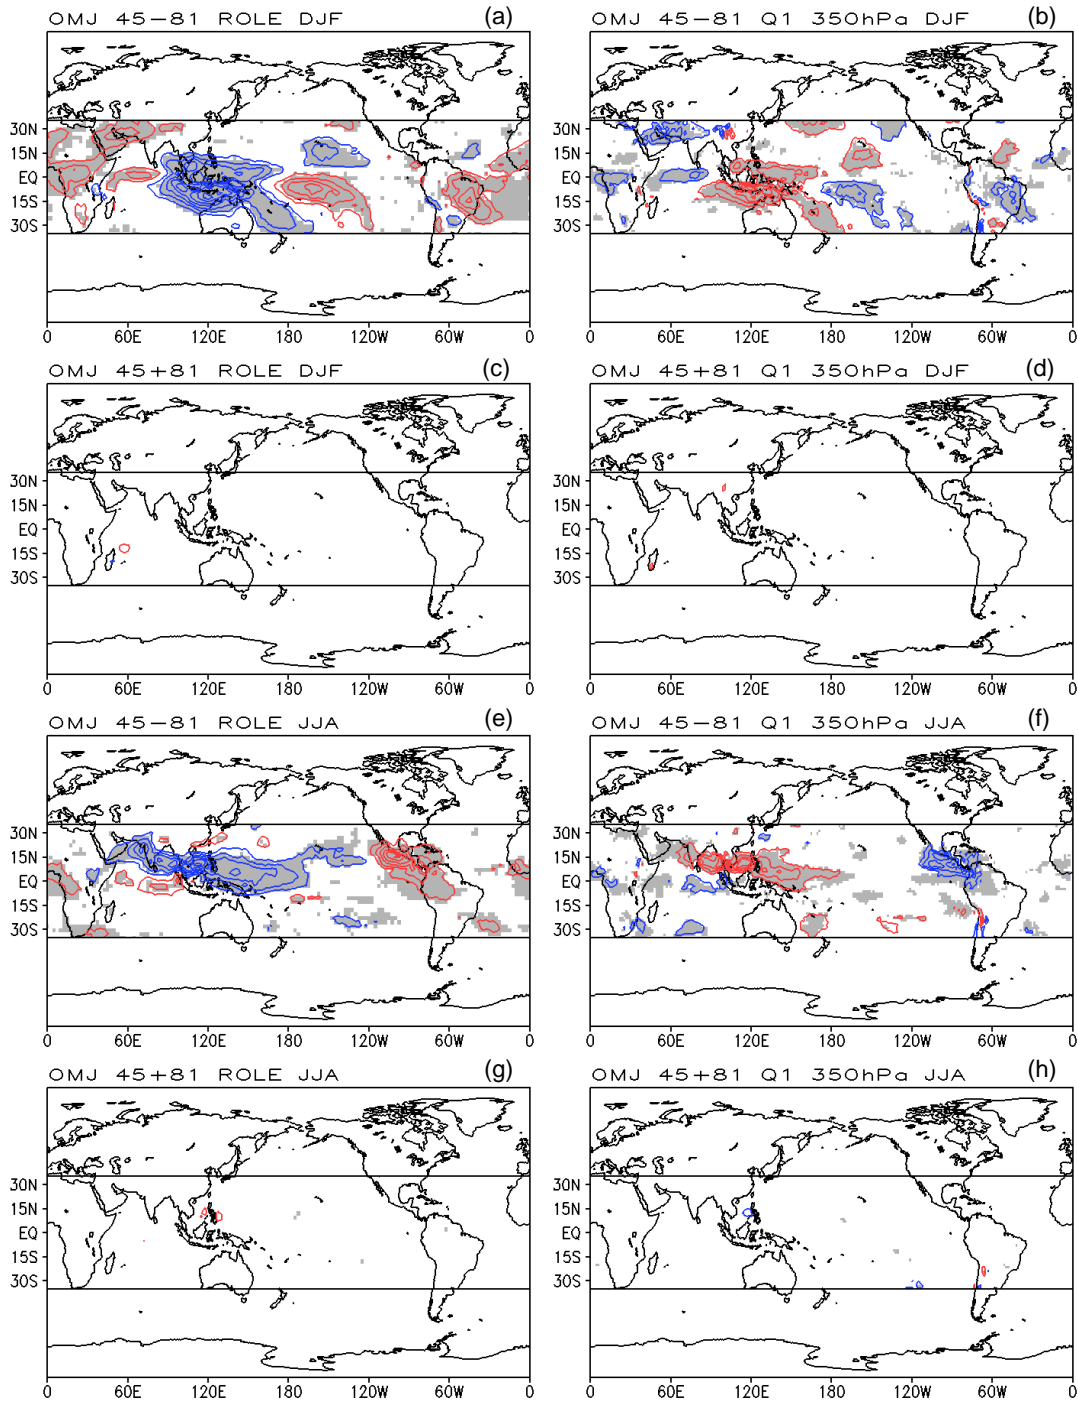 OMJ 45−81 ROLE DJF (a)
30N
15N
EQ
15S
30S
0 60E 120E 180 120W 60W 0
OMJ 45−81 Q1 350hPa DJF (b)
30N
15N
EQ
15S
30S
0 60E 120E 180 120W 60W 0
OMJ 45+81 ROLE DJF (c)
30N
15N
EQ
15S
30S
0 60E 120E 180 120W 60W 0
OMJ 45+81 Q1 350hPa DJF (d)
30N
15N
EQ
15S
30S
0 60E 120E 180 120W 60W 0
OMJ 45−81 ROLE JJA (e)
30N
15N
EQ
15S
30S
0 60E 120E 180 120W 60W 0
OMJ 45−81 Q1 350hPa JJA (f)
30N
15N
EQ
15S
30S
0 60E 120E 180 120W 60W 0
OMJ 45+81 ROLE JJA (g)
30N
15N
EQ
15S
30S
0 60E 120E 180 120W 60W 0
OMJ 45+81 Q1 350hPa JJA (h)
30N
15N
EQ
15S
30S
0 60E 120E 180 120W 60W 0